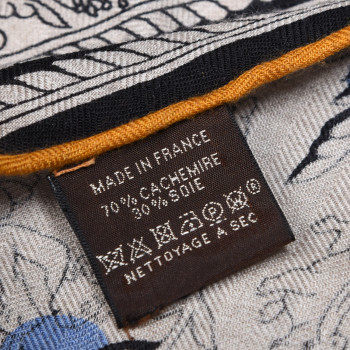 MADE IN FRANCE
70% CACHEMIRE
30% SOIE
P W
NETTOYAGE A SEC